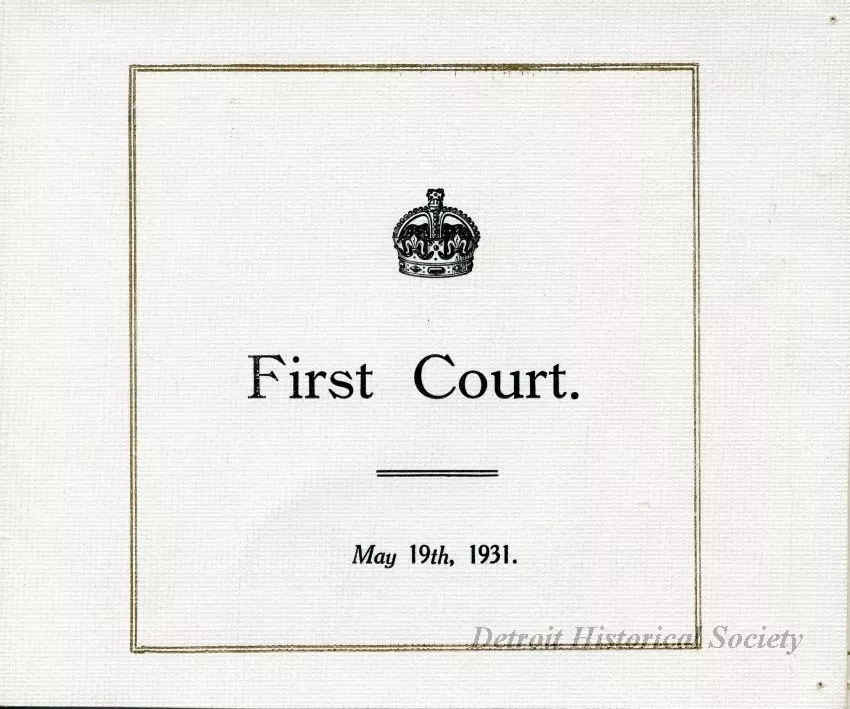 First Court.
May 19th, 1931.
Detroit Historical Society